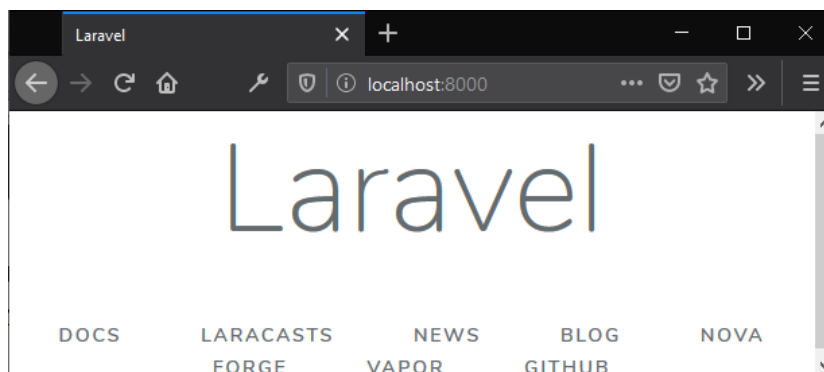 Laravel
localhost:8000
Laravel
DOCS LARACASTS NEWS BLOG NOVA
FORGE VAPOR GITHUB